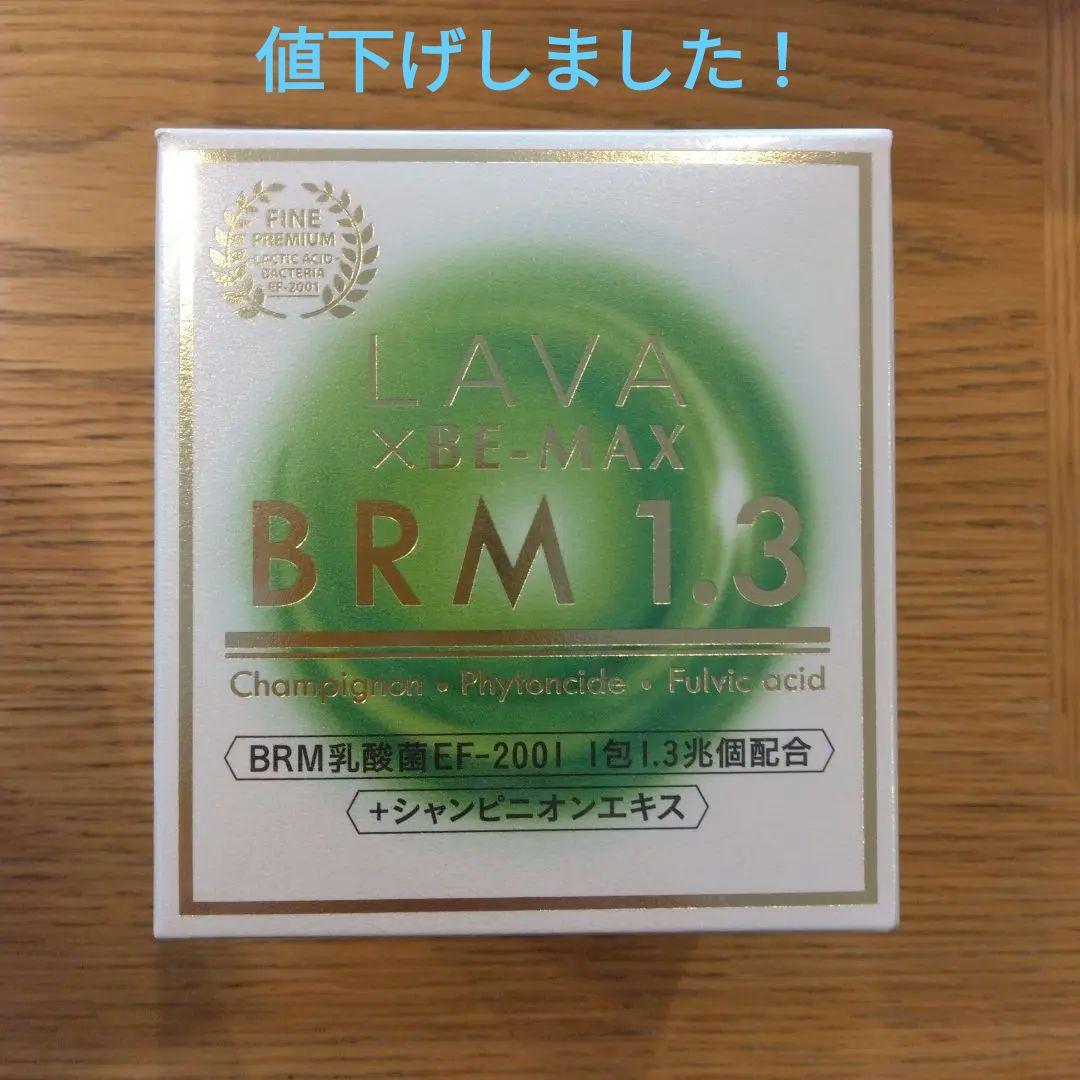 値下げしました！
FINE
PREMIUM
-LACTIC ACID-
BACTERIA
EF-2001
LAVA
×BE-MAX
BRM 1.3
Champignon • Phytoncide • Fulvic acid
BRM乳酸菌EF-2001 1包1.3兆個配合
+シャンピニオンエキス